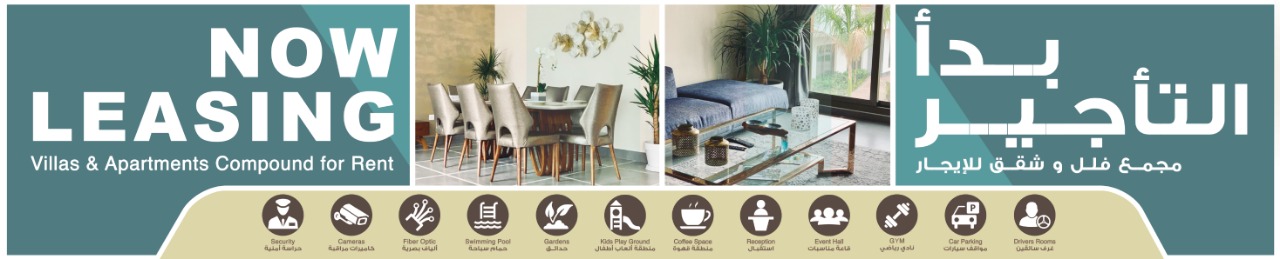 NOW
LEASING
Villas & Apartments Compound for Rent
بدأ
التأجير
مجمع فلل و شقق للإيجار
Security
حراسة أمنية
Cameras
كاميرات مراقبة
Fiber Optic
ألياف بصرية
Swimming Pool
حمام سباحة
Gardens
حدائق
Kids Play Ground
منطقة ألعاب أطفال
Coffee Space
منطقة قهوة
Reception
استقبال
Event Hall
قاعة مناسبات
GYM
نادي رياضي
P
Car Parking
مواقف سيارات
Drivers Rooms
غرف سائقين